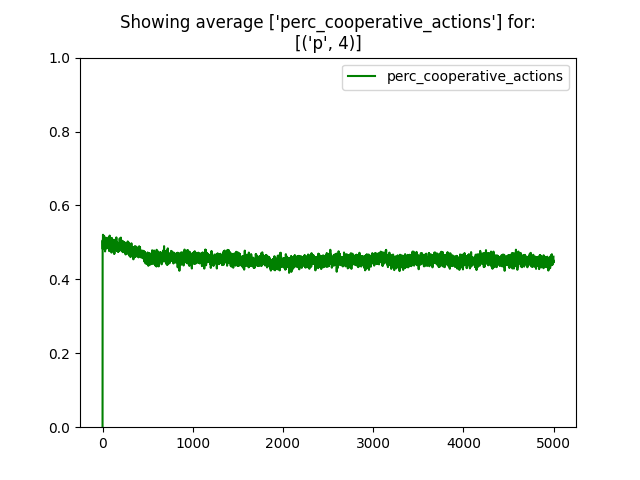 Showing average ['perc_cooperative_actions'] for:
[('p', 4)]
perc_cooperative_actions
1.0
0.8
0.6
0.4
0.2
0.0
0 1000 2000 3000 4000 5000